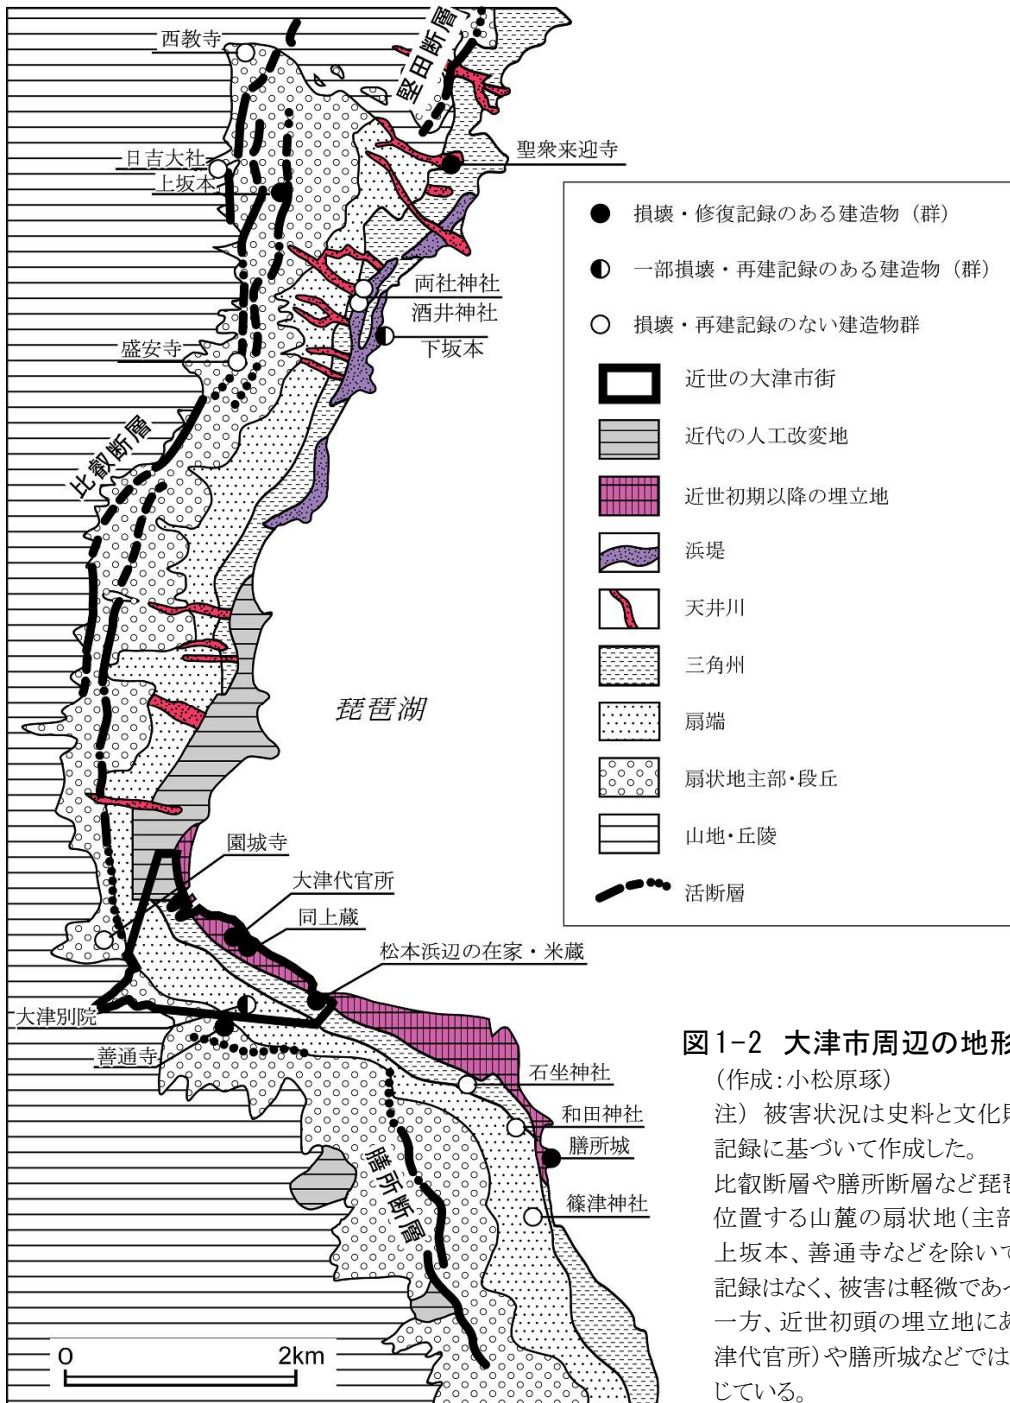 西教寺
堅田断層
日吉大社
上坂本
聖衆来迎寺
両社神社
酒井神社
下坂本
盛安寺
比叡断層
琵琶湖
園城寺
大津代官所
同上蔵
松本浜辺の在家・米蔵
大津別院
善通寺
石坐神社
和田神社
膳所城
篠津神社
膳所断層
0 2km
損壊・修復記録のある建造物（群）
一部損壊・再建記録のある建造物（群）
損壊・再建記録のない建造物群
近世の大津市街
近代の人工改変地
近世初期以降の埋立地
浜堤
天井川
三角州
扇端
扇状地主部・段丘
山地・丘陵
活断層
図1-2 大津市周辺の地形
（作成：小松原琢）
注）被害状況は史料と文化
記録に基づいて作成した。
比叡断層や膳所断層など琵
位置する山麓の扇状地（主部
上坂本、善通寺などを除いて
記録はなく、被害は軽微であっ
一方、近世初頭の埋立地にあ
津代官所）や膳所城などでは
じている。